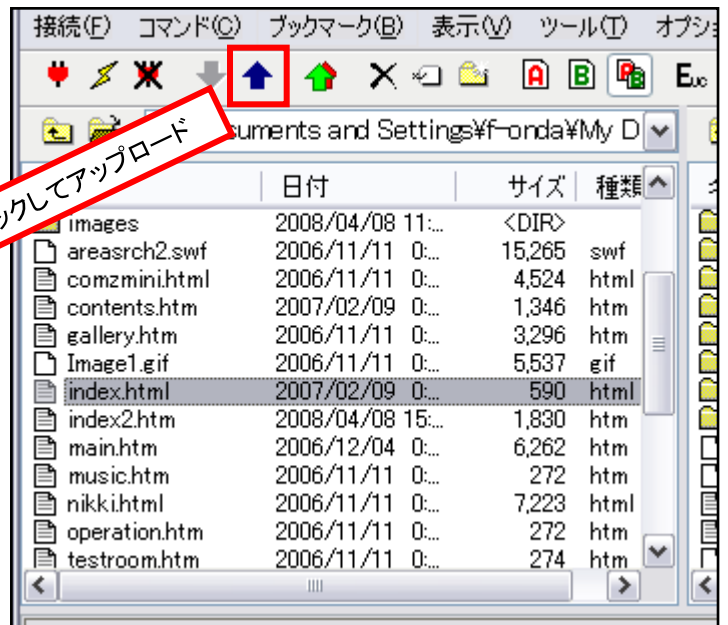 接続(F) コマンド(C) ブックマーク(B) 表示(V) ツール(T) オプショ
A B B Euc
uments and Settings¥f-onda¥My D
ックしてアップロード
日付 サイズ 種類
images 2008/04/08 11:... <DIR>
areasrch2.swf 2006/11/11 0:... 15,265 swf
comzmini.html 2006/11/11 0:... 4,524 html
contents.htm 2007/02/09 0:... 1,346 htm
gallery.htm 2006/11/11 0:... 3,296 htm
Image1.gif 2006/11/11 0:... 5,537 gif
index.html 2007/02/09 0:... 590 html
index2.htm 2008/04/08 15:... 1,830 htm
main.htm 2006/12/04 0:... 6,262 htm
music.htm 2006/11/11 0:... 272 htm
nikki.html 2006/11/11 0:... 7,223 html
operation.htm 2006/11/11 0:... 272 htm
testroom.htm 2006/11/11 0:... 274 htm